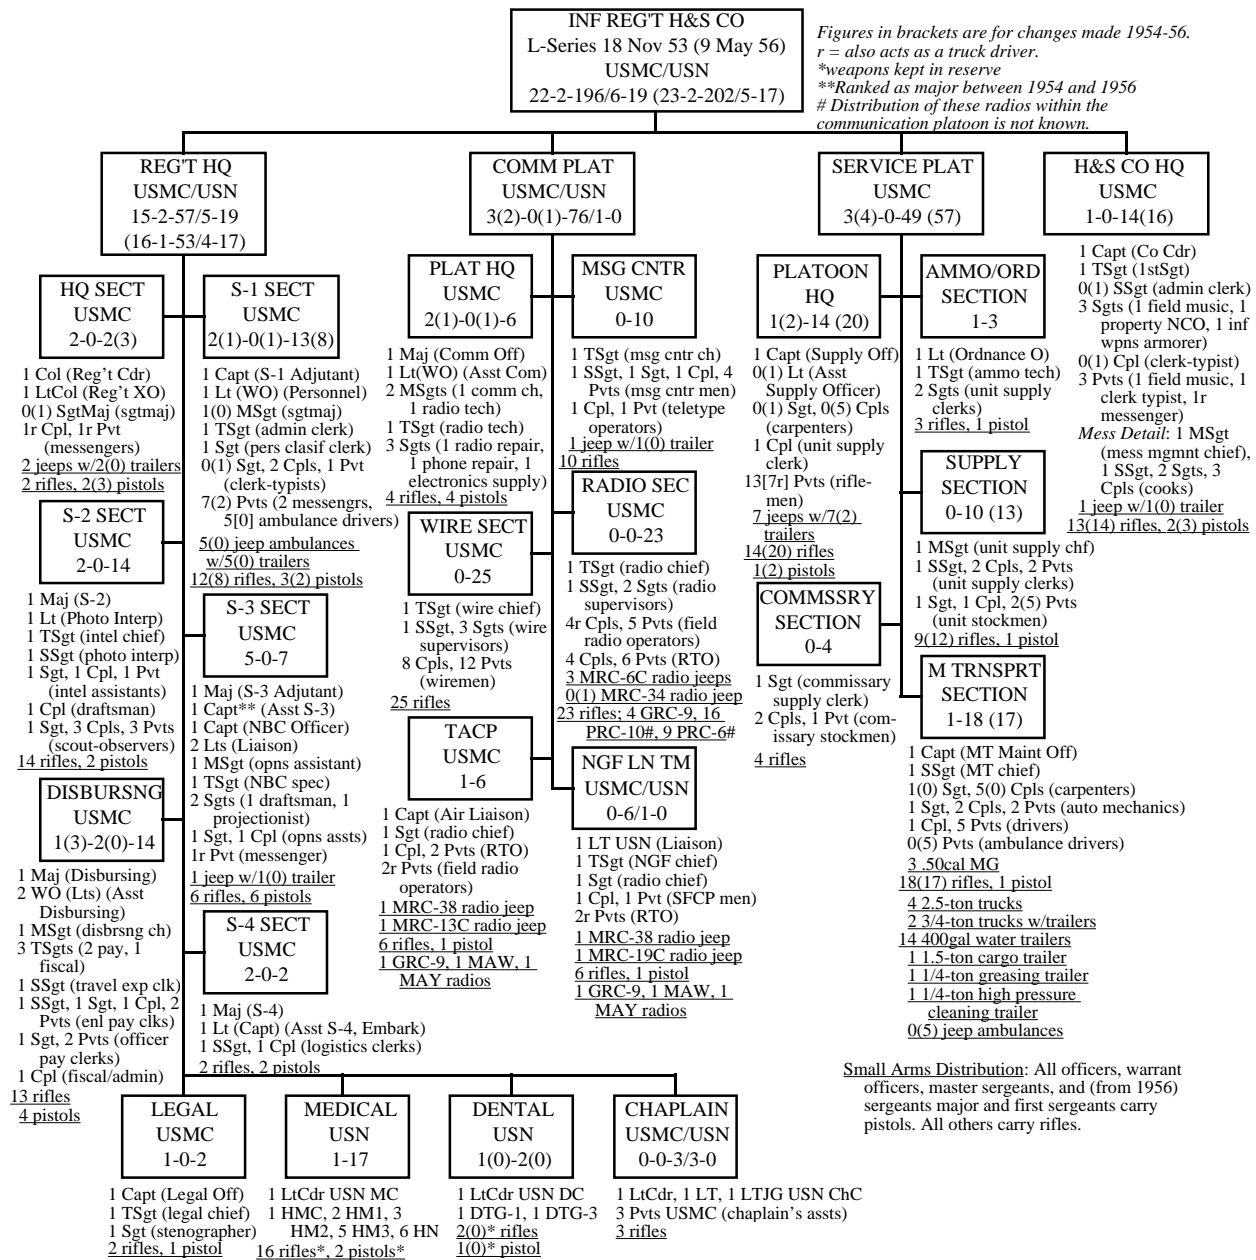 INF REG'T H&S CO
L-Series 18 Nov 53 (9 May 56)
USMC/USN
22-2-196/6-19 (23-2-202/5-17)
Figures in brackets are for changes made 1954-56.
r = also acts as a truck driver.
*weapons kept in reserve
**Ranked as major between 1954 and 1956
# Distribution of these radios within the
communication platoon is not known.
REG'T HQ
USMC/USN
15-2-57/5-19
(16-1-53/4-17)
HQ SECT
USMC
2-0-2(3)
1 Col (Reg't Cdr)
1 LtCol (Reg't XO)
0(1) SgtMaj (sgtmaj)
1r Cpl, 1r Pvt
(messengers)
2 jeeps w/2(0) trailers
2 rifles, 2(3) pistols
S-2 SECT
USMC
2-0-14
1 Maj (S-2)
1 Lt (Photo Interp)
1 TSgt (intel chief)
1 SSgt (photo interp)
1 Sgt, 1 Cpl, 1 Pvt
(intel assistants)
1 Cpl (draftsman)
1 Sgt, 3 Cpls, 3 Pvts
(scout-observers)
14 rifles, 2 pistols
DISBURSNG
USMC
1(3)-2(0)-14
1 Maj (Disbursing)
2 WO (Lts) (Asst
Disbursing)
1 MSgt (disbrsng ch)
3 TSgts (2 pay, 1
fiscal)
1 SSgt (travel exp clk)
1 SSgt, 1 Sgt, 1 Cpl, 2
Pvts (enl pay clks)
1 Sgt, 2 Pvts (officer
pay clerks)
1 Cpl (fiscal/admin)
13 rifles
4 pistols
S-1 SECT
USMC
2(1)-0(1)-13(8)
1 Capt (S-1 Adjutant)
1 Lt (WO) (Personnel)
1(0) MSgt (sgtmaj)
1 TSgt (admin clerk)
1 Sgt (pers clasif clerk)
0(1) Sgt, 2 Cpls, 1 Pvt
(clerk-typists)
7(2) Pvts (2 messengrs,
5[0] ambulance drivers)
5(0) jeep ambulances
w/5(0) trailers
12(8) rifles, 3(2) pistols
S-3 SECT
USMC
5-0-7
1 Maj (S-3 Adjutant)
1 Capt** (Asst S-3)
1 Capt (NBC Officer)
2 Lts (Liaison)
1 MSgt (opns assistant)
1 TSgt (NBC spec)
2 Sgts (1 draftsman, 1
projectionist)
1 Sgt, 1 Cpl (opns assts)
1r Pvt (messenger)
1 jeep w/1(0) trailer
6 rifles, 6 pistols
S-4 SECT
USMC
2-0-2
1 Maj (S-4)
1 Lt (Capt) (Asst S-4, Embark)
1 SSgt, 1 Cpl (logistics clerks)
2 rifles, 2 pistols
LEGAL
USMC
1-0-2
1 Capt (Legal Off)
1 TSgt (legal chief)
1 Sgt (stenographer)
2 rifles, 1 pistol
MEDICAL
USN
1-17
1 LtCdr USN MC
1 HMC, 2 HM1, 3
HM2, 5 HM3, 6 HN
16 rifles*, 2 pistols*
DENTAL
USN
1(0)-2(0)
1 LtCdr USN DC
1 DTG-1, 1 DTG-3
2(0)* rifles
1(0)* pistol
CHAPLAIN
USMC/USN
0-0-3/3-0
1 LtCdr, 1 LT, 1 LTJG USN ChC
3 Pvts USMC (chaplain's assts)
3 rifles
COMM PLAT
USMC/USN
3(2)-0(1)-76/1-0
PLAT HQ
USMC
2(1)-0(1)-6
1 Maj (Comm Off)
1 Lt(WO) (Asst Com)
2 MSgts (1 comm ch,
1 radio tech)
1 TSgt (radio tech)
3 Sgts (1 radio repair,
1 phone repair, 1
electronics supply)
4 rifles, 4 pistols
WIRE SECT
USMC
0-25
1 TSgt (wire chief)
1 SSgt, 3 Sgts (wire
supervisors)
8 Cpls, 12 Pvts
(wiremen)
25 rifles
TACP
USMC
1-6
1 Capt (Air Liaison)
1 Sgt (radio chief)
1 Cpl, 2 Pvts (RTO)
2r Pvts (field radio
operators)
1 MRC-38 radio jeep
1 MRC-13C radio jeep
6 rifles, 1 pistol
1 GRC-9, 1 MAW, 1
MAY radios
MSG CNTR
USMC
0-10
1 TSgt (msg cntr ch)
1 SSgt, 1 Sgt, 1 Cpl, 4
Pvts (msg cntr men)
1 Cpl, 1 Pvt (teletype
operators)
1 jeep w/1(0) trailer
10 rifles
RADIO SEC
USMC
0-0-23
1 TSgt (radio chief)
1 SSgt, 2 Sgts (radio
supervisors)
4r Cpls, 5 Pvts (field
radio operators)
4 Cpls, 6 Pvts (RTO)
3 MRC-6C radio jeeps
0(1) MRC-34 radio jeep
23 rifles; 4 GRC-9, 16
PRC-10#, 9 PRC-6#
NGF LN TM
USMC/USN
0-6/1-0
1 LT USN (Liaison)
1 TSgt (NGF chief)
1 Sgt (radio chief)
1 Cpl, 1 Pvt (SFCP men)
2r Pvts (RTO)
1 MRC-38 radio jeep
1 MRC-19C radio jeep
6 rifles, 1 pistol
1 GRC-9, 1 MAW, 1
MAY radios
SERVICE PLAT
USMC
3(4)-0-49 (57)
PLATOON
HQ
1(2)-14 (20)
1 Capt (Supply Off)
0(1) Lt (Asst
Supply Officer)
0(1) Sgt, 0(5) Cpls
(carpenters)
1 Cpl (unit supply
clerk)
13[7r] Pvts (rifle-
men)
7 jeeps w/7(2)
trailers
14(20) rifles
1(2) pistols
COMMSSRY
SECTION
0-4
1 Sgt (commissary
supply clerk)
2 Cpls, 1 Pvt (com-
issary stockmen)
4 rifles
AMMO/ORD
SECTION
1-3
1 Lt (Ordnance O)
1 TSgt (ammo tech)
2 Sgts (unit supply
clerks)
3 rifles, 1 pistol
SUPPLY
SECTION
0-10 (13)
1 MSgt (unit supply chf)
1 SSgt, 2 Cpls, 2 Pvts
(unit supply clerks)
1 Sgt, 1 Cpl, 2(5) Pvts
(unit stockmen)
9(12) rifles, 1 pistol
M TRNSPRT
SECTION
1-18 (17)
1 Capt (MT Maint Off)
1 SSgt (MT chief)
1(0) Sgt, 5(0) Cpls (carpenters)
1 Sgt, 2 Cpls, 2 Pvts (auto mechanics)
1 Cpl, 5 Pvts (drivers)
0(5) Pvts (ambulance drivers)
3 .50cal MG
18(17) rifles, 1 pistol
4 2.5-ton trucks
2 3/4-ton trucks w/trailers
14 400gal water trailers
1 1.5-ton cargo trailer
1 1/4-ton greasing trailer
1 1/4-ton high pressure
cleaning trailer
0(5) jeep ambulances
H&S CO HQ
USMC
1-0-14(16)
1 Capt (Co Cdr)
1 TSgt (1stSgt)
0(1) SSgt (admin clerk)
3 Sgts (1 field music, 1
property NCO, 1 inf
wpns armorer)
0(1) Cpl (clerk-typist)
3 Pvts (1 field music, 1
clerk typist, 1r
messenger)
Mess Detail: 1 MSgt
(mess mgmnt chief),
1 SSgt, 2 Sgts, 3
Cpls (cooks)
1 jeep w/1(0) trailer
13(14) rifles, 2(3) pistols
Small Arms Distribution: All officers, warrant
officers, master sergeants, and (from 1956)
sergeants major and first sergeants carry
pistols. All others carry rifles.